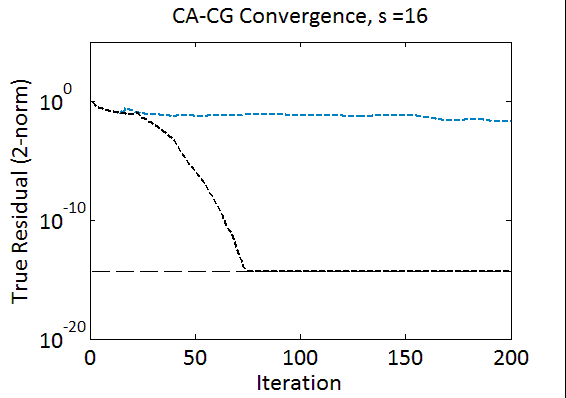 CA-CG Convergence, s =16
True Residual (2-norm)
10^0
10^-10
10^-20
0 50 100 150 200
Iteration